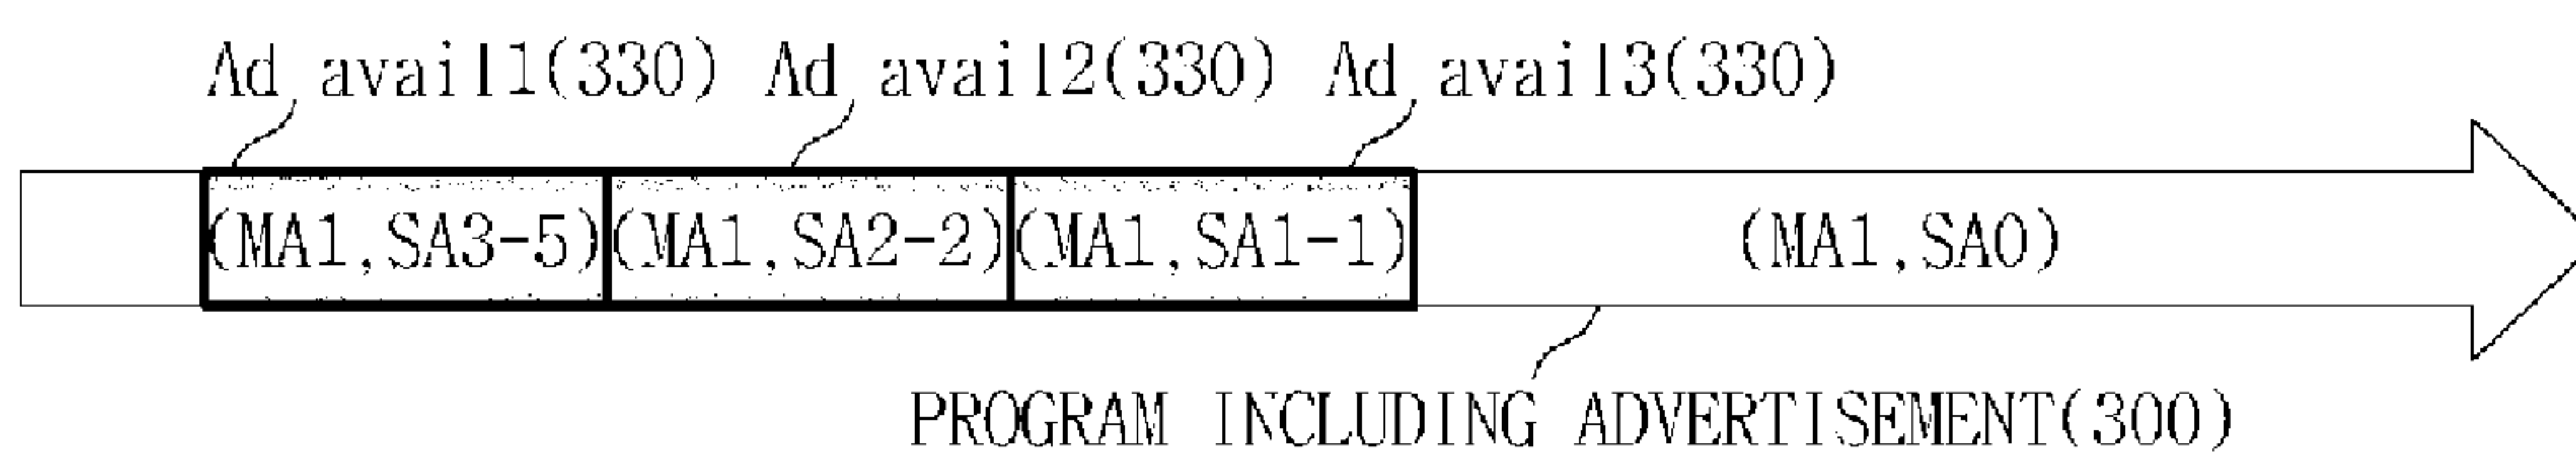 Ad avail1(330) Ad avail2(330) Ad avail3(330)
(MA1,SA3-5) (MA1,SA2-2) (MA1,SA1-1) (MA1,SA0)
PROGRAM INCLUDING ADVERTISEMENT(300)